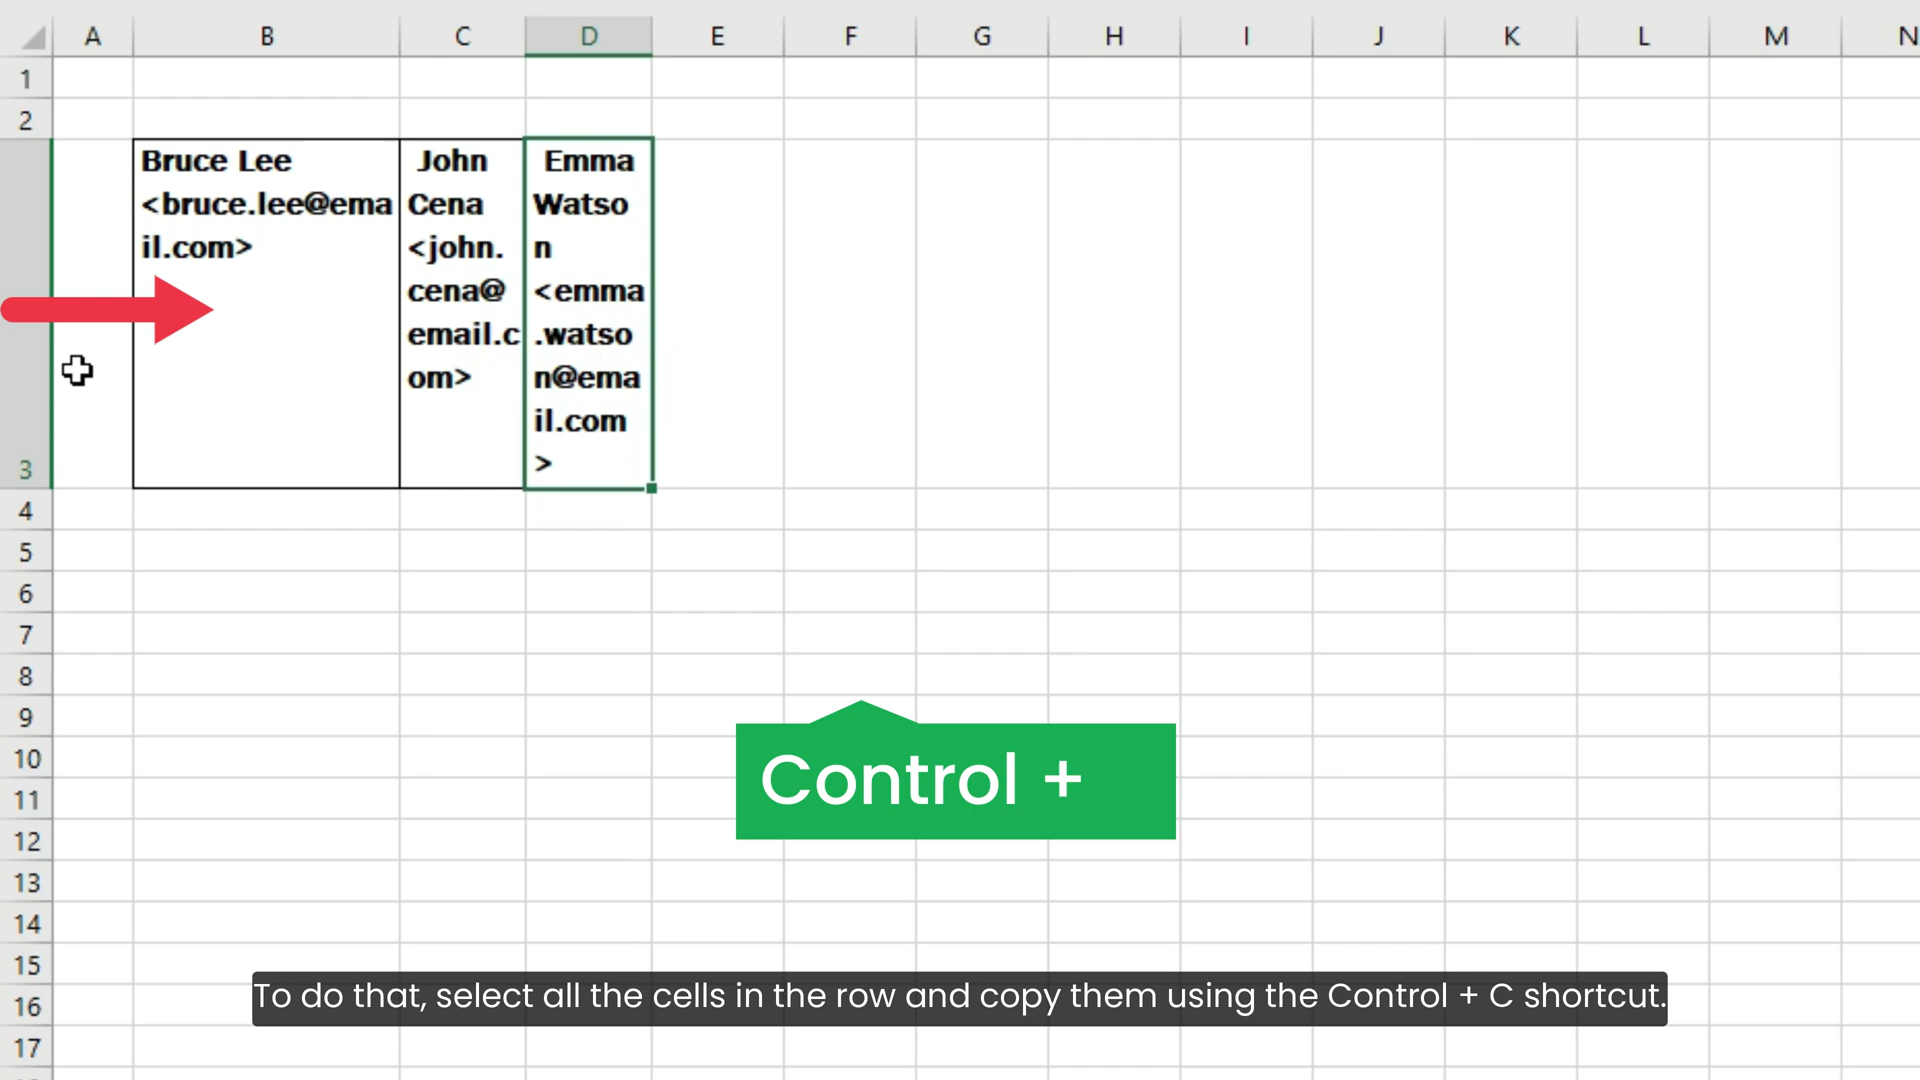 A B C D E F G H I J K L M N
1
2
Bruce Lee
<bruce.lee@ema
il.com>
John
Cena
<john.
cena@
email.c
om>
Emma
Watso
n
<emma
.watso
n@ema
il.com
>
3
4
5
6
7
8
9
10
11
12
13
14
15
16
17
Control +
To do that, select all the cells in the row and copy them using the Control + C shortcut.